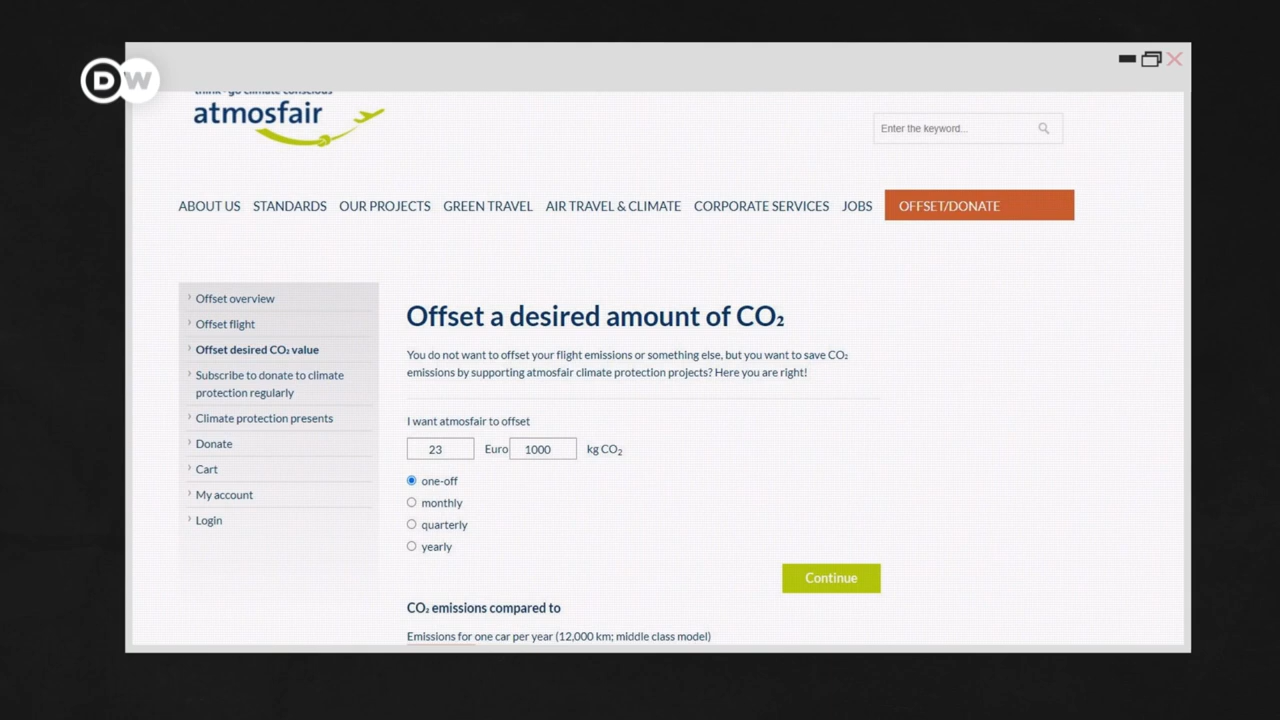 DW
think • go climate conscious
atmosfair
Enter the keyword...
ABOUT US STANDARDS OUR PROJECTS GREEN TRAVEL AIR TRAVEL & CLIMATE CORPORATE SERVICES JOBS OFFSET/DONATE
Offset overview
Offset flight
Offset desired CO₂ value
Subscribe to donate to climate
protection regularly
Climate protection presents
Donate
Cart
My account
Login
Offset a desired amount of CO₂
You do not want to offset your flight emissions or something else, but you want to save CO₂
emissions by supporting atmosfair climate protection projects? Here you are right!
I want atmosfair to offset
23 Euro 1000 kg CO₂
one-off
monthly
quarterly
yearly
Continue
CO₂ emissions compared to
Emissions for one car per year (12,000 km; middle class model)